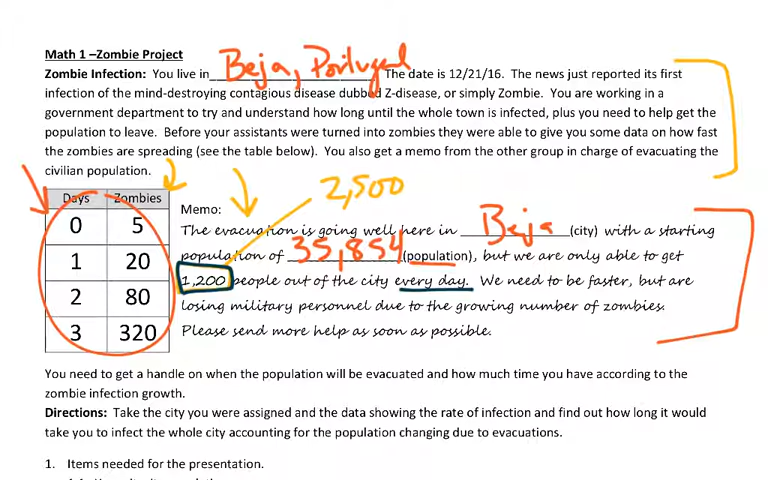 Math 1 –Zombie Project
Zombie Infection: You live in Beja, Portugal The date is 12/21/16. The news just reported its first
infection of the mind-destroying contagious disease dubbed Z-disease, or simply Zombie. You are working in a
government department to try and understand how long until the whole town is infected, plus you need to help get the
population to leave. Before your assistants were turned into zombies they were able to give you some data on how fast
the zombies are spreading (see the table below). You also get a memo from the other group in charge of evacuating the
civilian population.
Days Zombies
0 5
1 20
2 80
3 320
2,500
Memo:
The evacuation is going well here in Beja (city) with a starting
population of 35,854 (population), but we are only able to get
1,200 people out of the city every day. We need to be faster, but are
losing military personnel due to the growing number of zombies.
Please send more help as soon as possible.
You need to get a handle on when the population will be evacuated and how much time you have according to the
zombie infection growth.
Directions: Take the city you were assigned and the data showing the rate of infection and find out how long it would
take you to infect the whole city accounting for the population changing due to evacuations.
1. Items needed for the presentation.